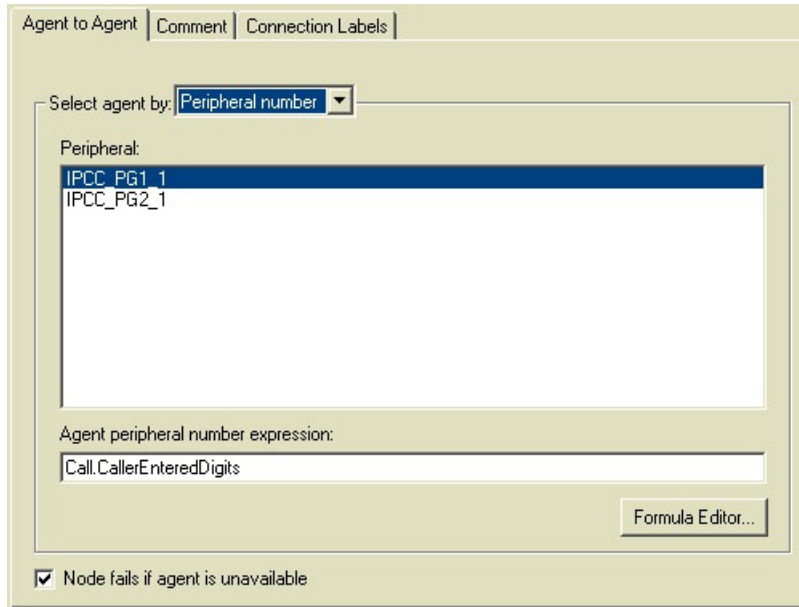 Agent to Agent Comment Connection Labels
Select agent by: Peripheral number
Peripheral:
IPCC_PG1_1
IPCC_PG2_1
Agent peripheral number expression:
Call.CallerEnteredDigits
Formula Editor...
Node fails if agent is unavailable